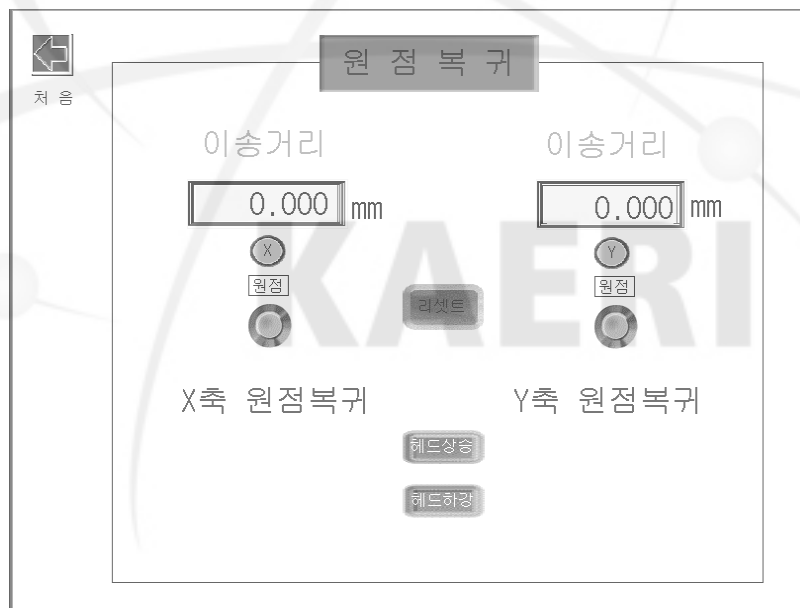 원 점 복 귀
처 음
이송거리
이송거리
0.000 mm
0.000 mm
X
Y
원점
원점
리셋트
X축 원점복귀
Y축 원점복귀
헤드상승
헤드하강
KAERI